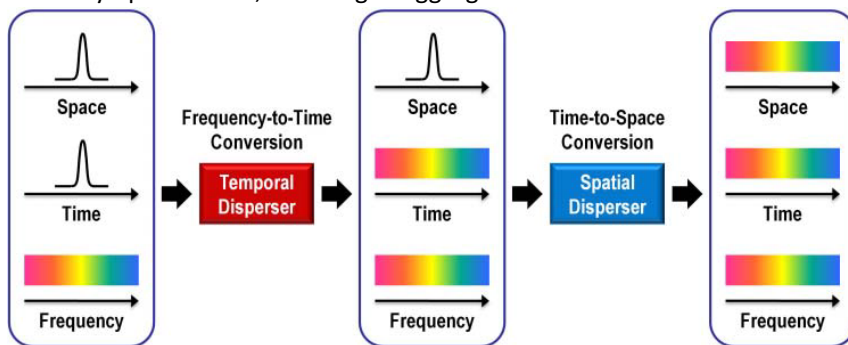 Space
Time
Frequency
Frequency-to-Time
Conversion
Temporal
Disperser
Space
Time
Frequency
Time-to-Space
Conversion
Spatial
Disperser
Space
Time
Frequency